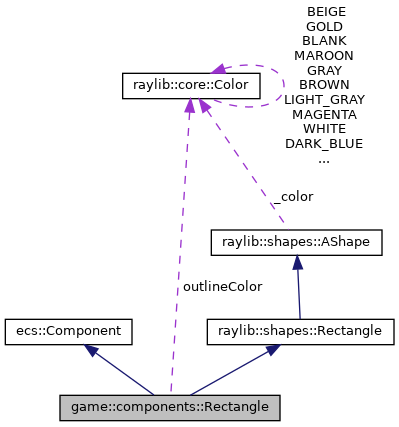 BEIGE
GOLD
BLANK
MAROON
GRAY
BROWN
LIGHT_GRAY
MAGENTA
WHITE
DARK_BLUE
...
raylib::core::Color
_color
raylib::shapes::AShape
outlineColor
ecs::Component
raylib::shapes::Rectangle
game::components::Rectangle